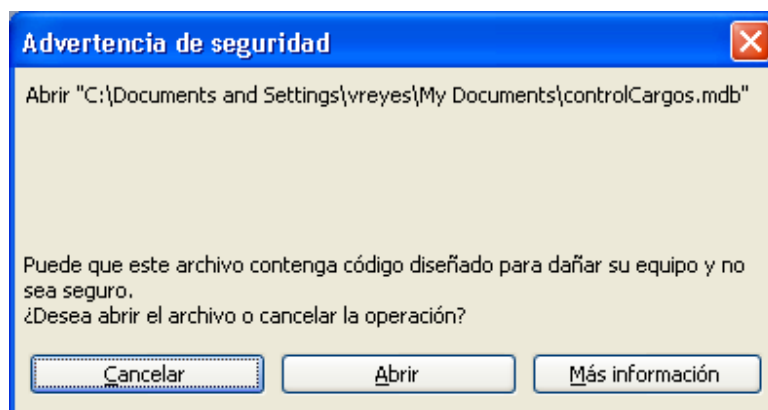 Advertencia de seguridad
Abrir "C:\Documents and Settings\vreyes\My Documents\controlCargos.mdb"
Puede que este archivo contenga código diseñado para dañar su equipo y no
sea seguro.
¿Desea abrir el archivo o cancelar la operación?
Cancelar Abrir Más información